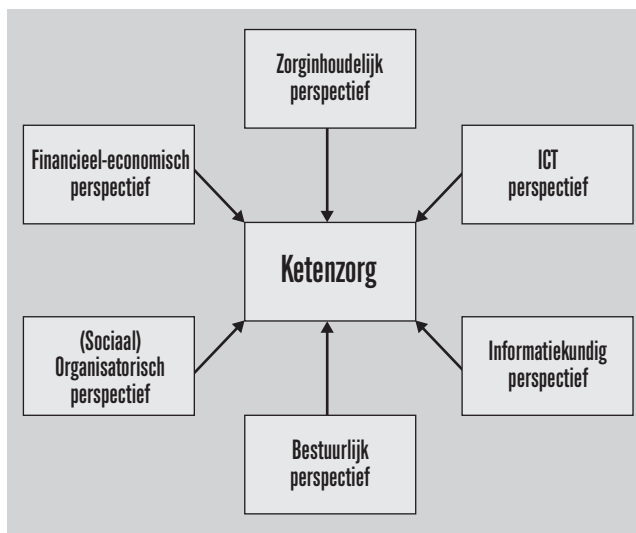 Zorginhoudelijk
perspectief
Financieel-economisch
perspectief
ICT
perspectief
Ketenzorg
(Sociaal)
Organisatorisch
perspectief
Informatiekundig
perspectief
Bestuurlijk
perspectief